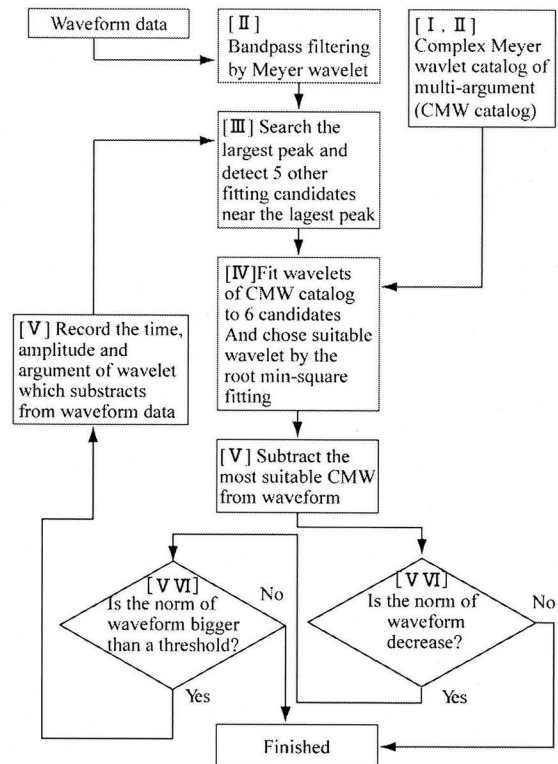 Waveform data
[Ⅱ]
Bandpass filtering
by Meyer wavelet
[Ⅰ, Ⅱ]
Complex Meyer
wavlet catalog of
multi-argument
(CMW catalog)
[Ⅲ] Search the
largest peak and
detect 5 other
fitting candidates
near the lagest peak
[Ⅳ]Fit wavelets
of CMW catalog
to 6 candidates
And chose suitable
wavelet by the
root min-square
fitting
[Ⅴ] Record the time,
amplitude and
argument of wavelet
which substracts
from waveform data
[Ⅴ] Subtract the
most suitable CMW
from waveform
[Ⅴ Ⅵ]
Is the norm of
waveform bigger
than a threshold?
No
Yes
[Ⅴ Ⅵ]
Is the norm of
waveform
decrease?
No
Yes
Finished